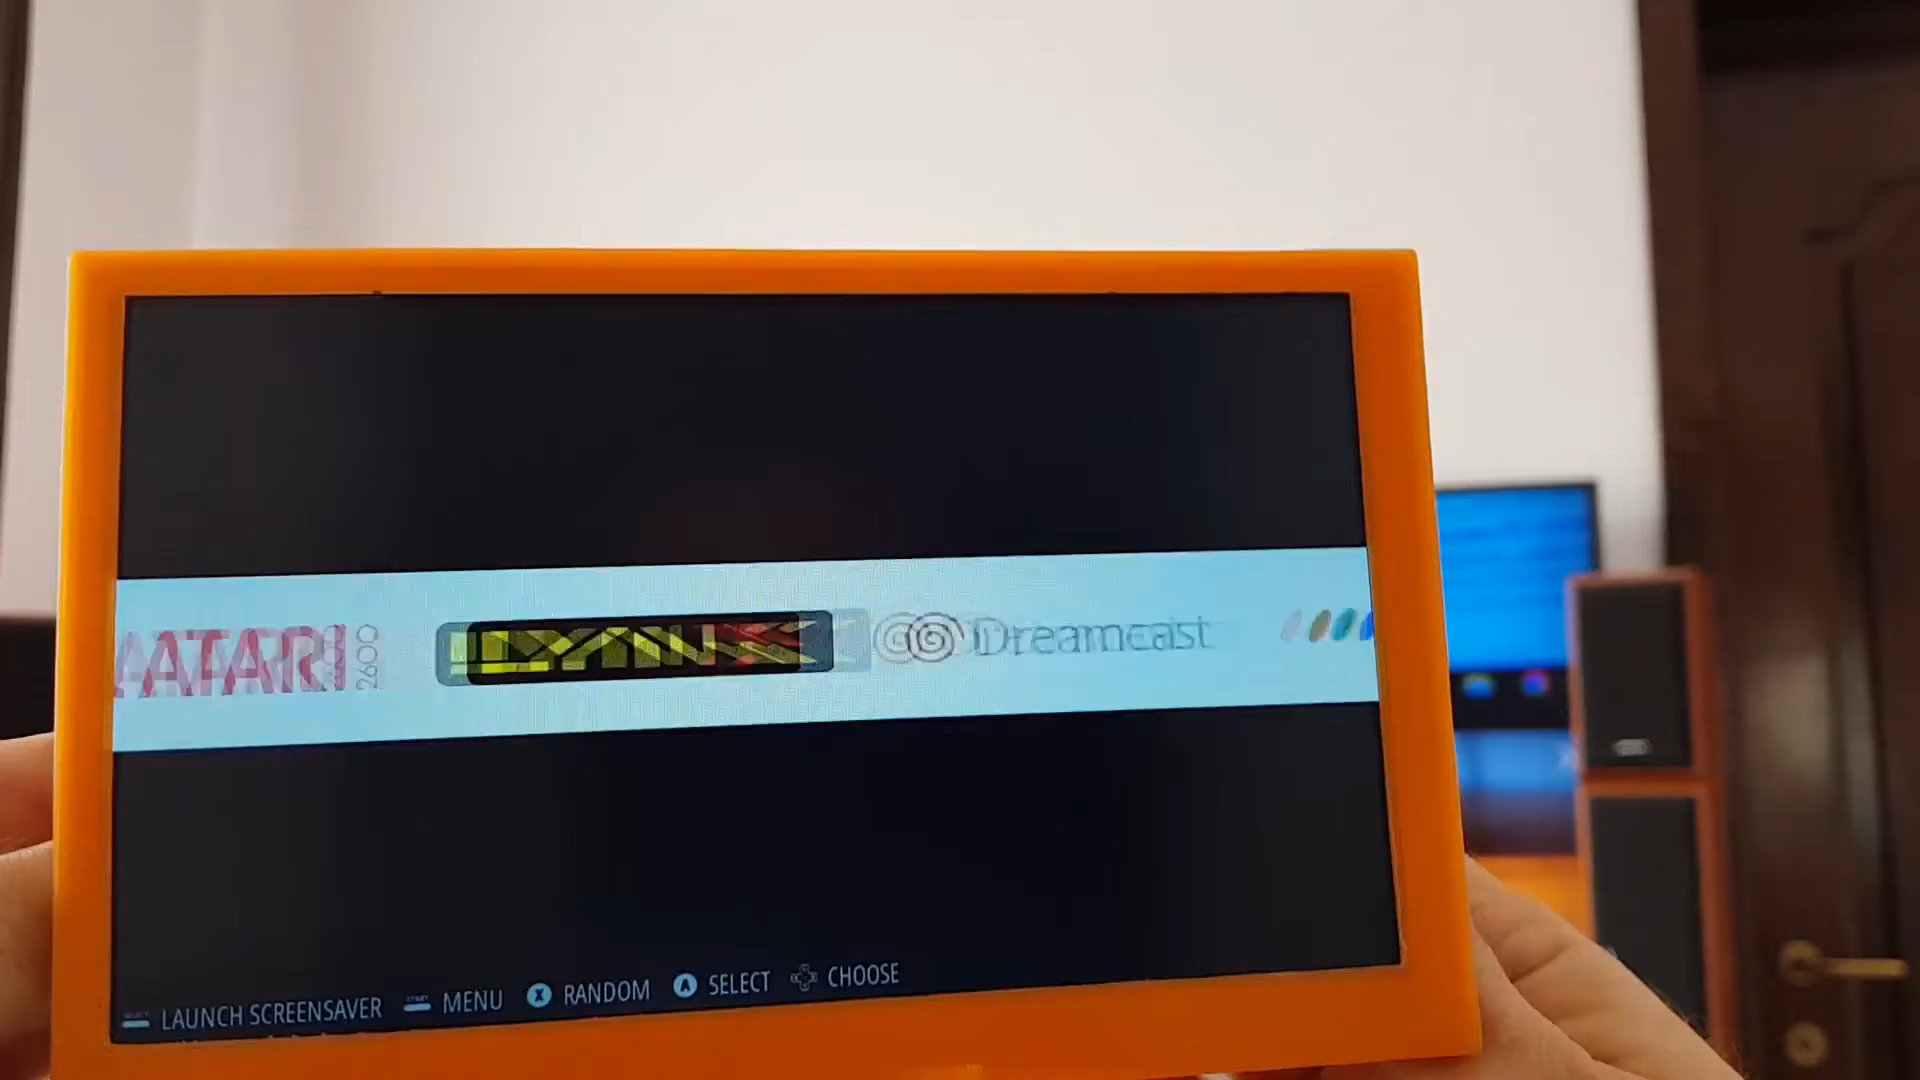 ATARI 2600
LYNX
Dreamcast
LAUNCH SCREENSAVER MENU X RANDOM A SELECT CHOOSE